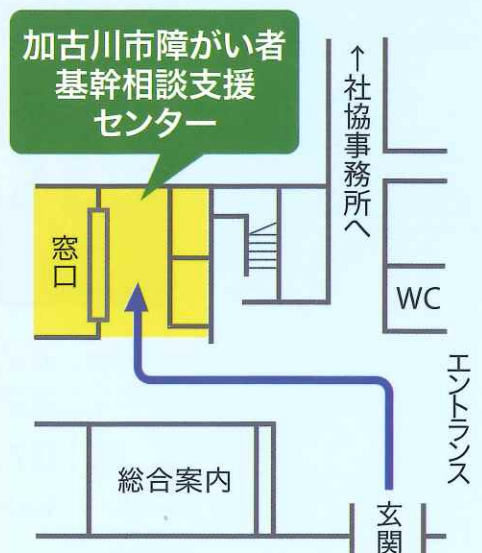 加古川市障がい者
基幹相談支援
センター
↑社協事務所へ
窓口
WC
エントランス
総合案内
玄関